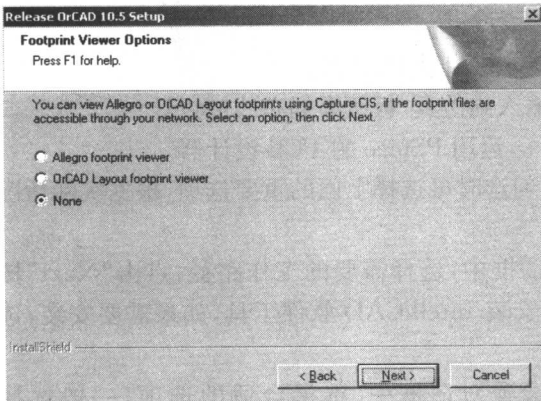 Release OrCAD 10.5 Setup
Footprint Viewer Options
Press F1 for help.
You can view Allegro or OrCAD Layout footprints using Capture CIS, if the footprint files are
accessible through your network. Select an option, then click Next.
Allegro footprint viewer
OrCAD Layout footprint viewer
None
InstallShield
< Back
Next >
Cancel